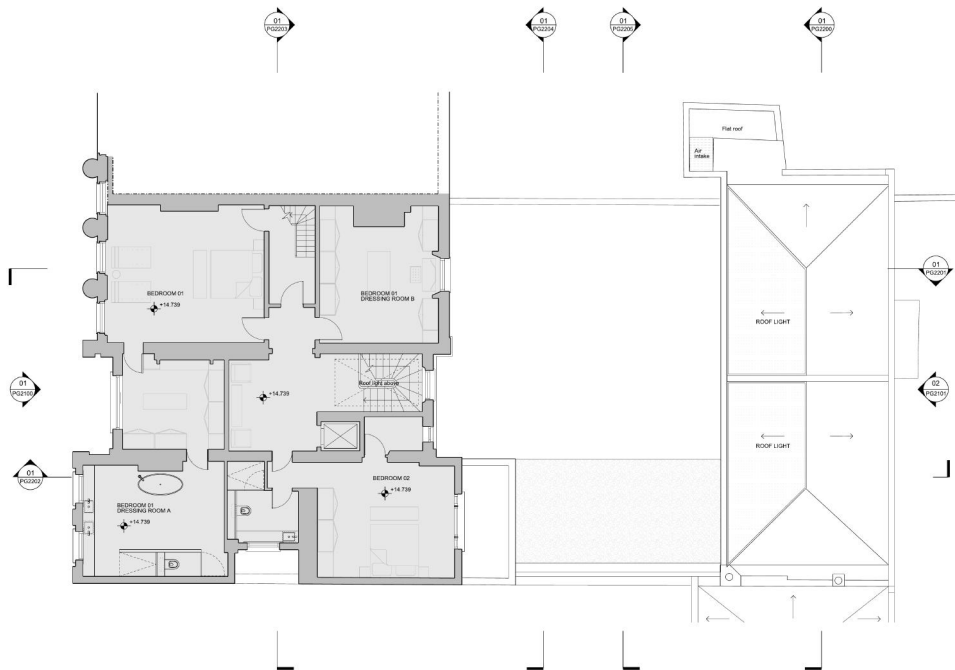 01
PG2203
01
PG2204
01
PG2205
01
PG2200
Flat roof
Air
intake
01
PG2201
BEDROOM 01
+14.739
BEDROOM 01
DRESSING ROOM B
ROOF LIGHT
01
PG2100
Roof light above
+14.739
02
PG2101
ROOF LIGHT
01
PG2202
BEDROOM 01
DRESSING ROOM A
+14.739
BEDROOM 02
+14.739